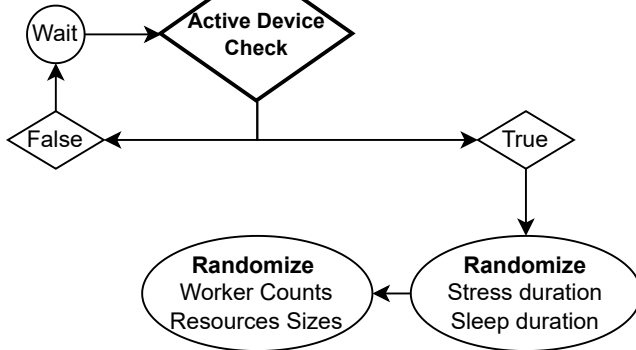 Wait
Active Device
Check
False
True
Randomize
Worker Counts
Resources Sizes
Randomize
Stress duration
Sleep duration